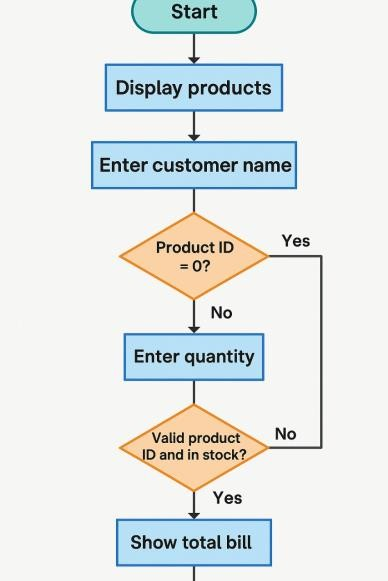 Start
Display products
Enter customer name
Product ID
= 0?
Yes
No
Enter quantity
Valid product
ID and in stock?
No
Yes
Show total bill